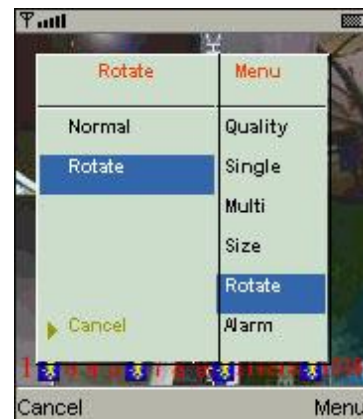 Rotate
Normal
Rotate
Cancel
Menu
Quality
Single
Multi
Size
Rotate
Alarm
Cancel
Menu